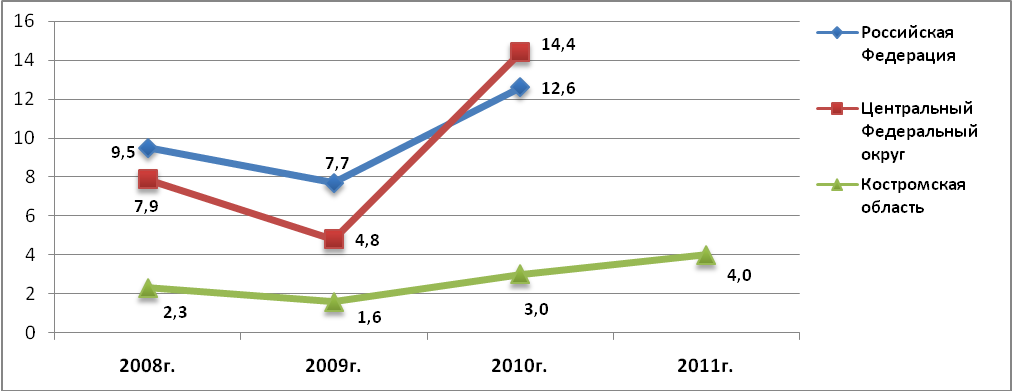 16
14
12
10
8
6
4
2
0
9,5
7,7
12,6
7,9
4,8
14,4
2,3
1,6
3,0
4,0
2008г.
2009г.
2010г.
2011г.
Российская
Федерация
Центральный
Федеральный
округ
Костромская
область